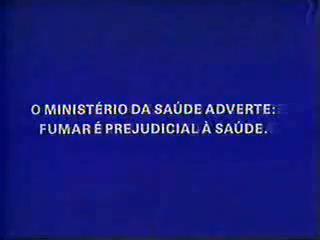 O MINISTÉRIO DA SAÚDE ADVERTE:
FUMAR É PREJUDICIAL À SAÚDE.